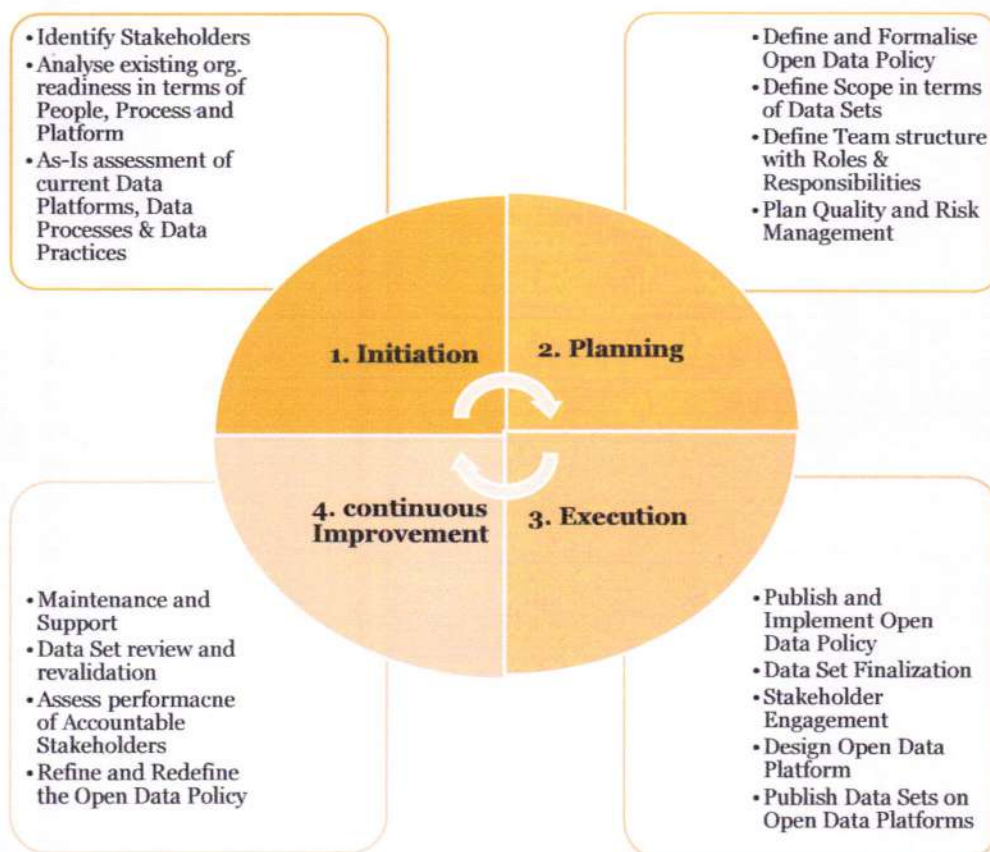 • Identify Stakeholders
• Analyse existing org.
readiness in terms of
People, Process and
Platform
• As-Is assessment of
current Data
Platforms, Data
Processes & Data
Practices
• Define and Formalise
Open Data Policy
• Define Scope in terms
of Data Sets
• Define Team structure
with Roles &
Responsibilities
• Plan Quality and Risk
Management
1. Initiation
2. Planning
4. continuous
Improvement
3. Execution
• Maintenance and
Support
• Data Set review and
revalidation
• Assess performacne
of Accountable
Stakeholders
• Refine and Redefine
the Open Data Policy
• Publish and
Implement Open
Data Policy
• Data Set Finalization
• Stakeholder
Engagement
• Design Open Data
Platform
• Publish Data Sets on
Open Data Platforms